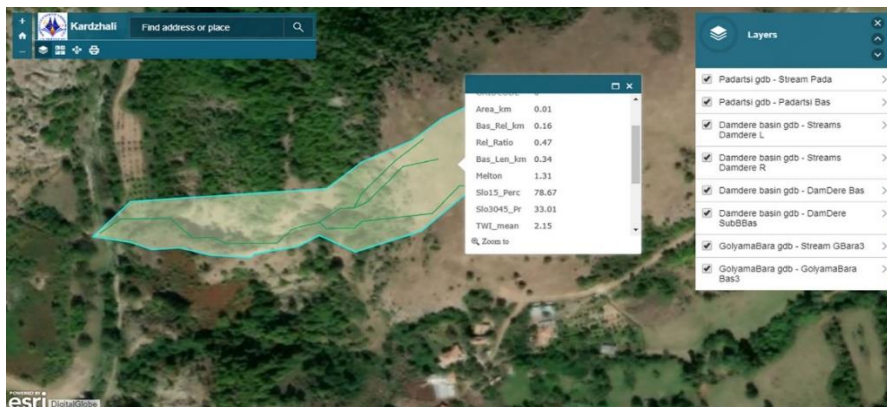 Kardzhali
Find address or place
Layers
Padartsi gdb - Stream Pada
Padartsi gdb - Padartsi Bas
Damdere basin gdb - Streams
Damdere L
Damdere basin gdb - Streams
Damdere R
Damdere basin gdb - DamDere Bas
Damdere basin gdb - DamDere
SubBBas
GolyamaBara gdb - Stream GBara3
GolyamaBara gdb - GolyamaBara
Bas3
Area_km 0.01
Bas_Rel_km 0.16
Rel_Ratio 0.47
Bas_Len_km 0.34
Melton 1.31
Slo15_Perc 78.67
Slo3045_Pr 33.01
TWI_mean 2.15
Zoom to
POWERED BY
esri
DigitalGlobe